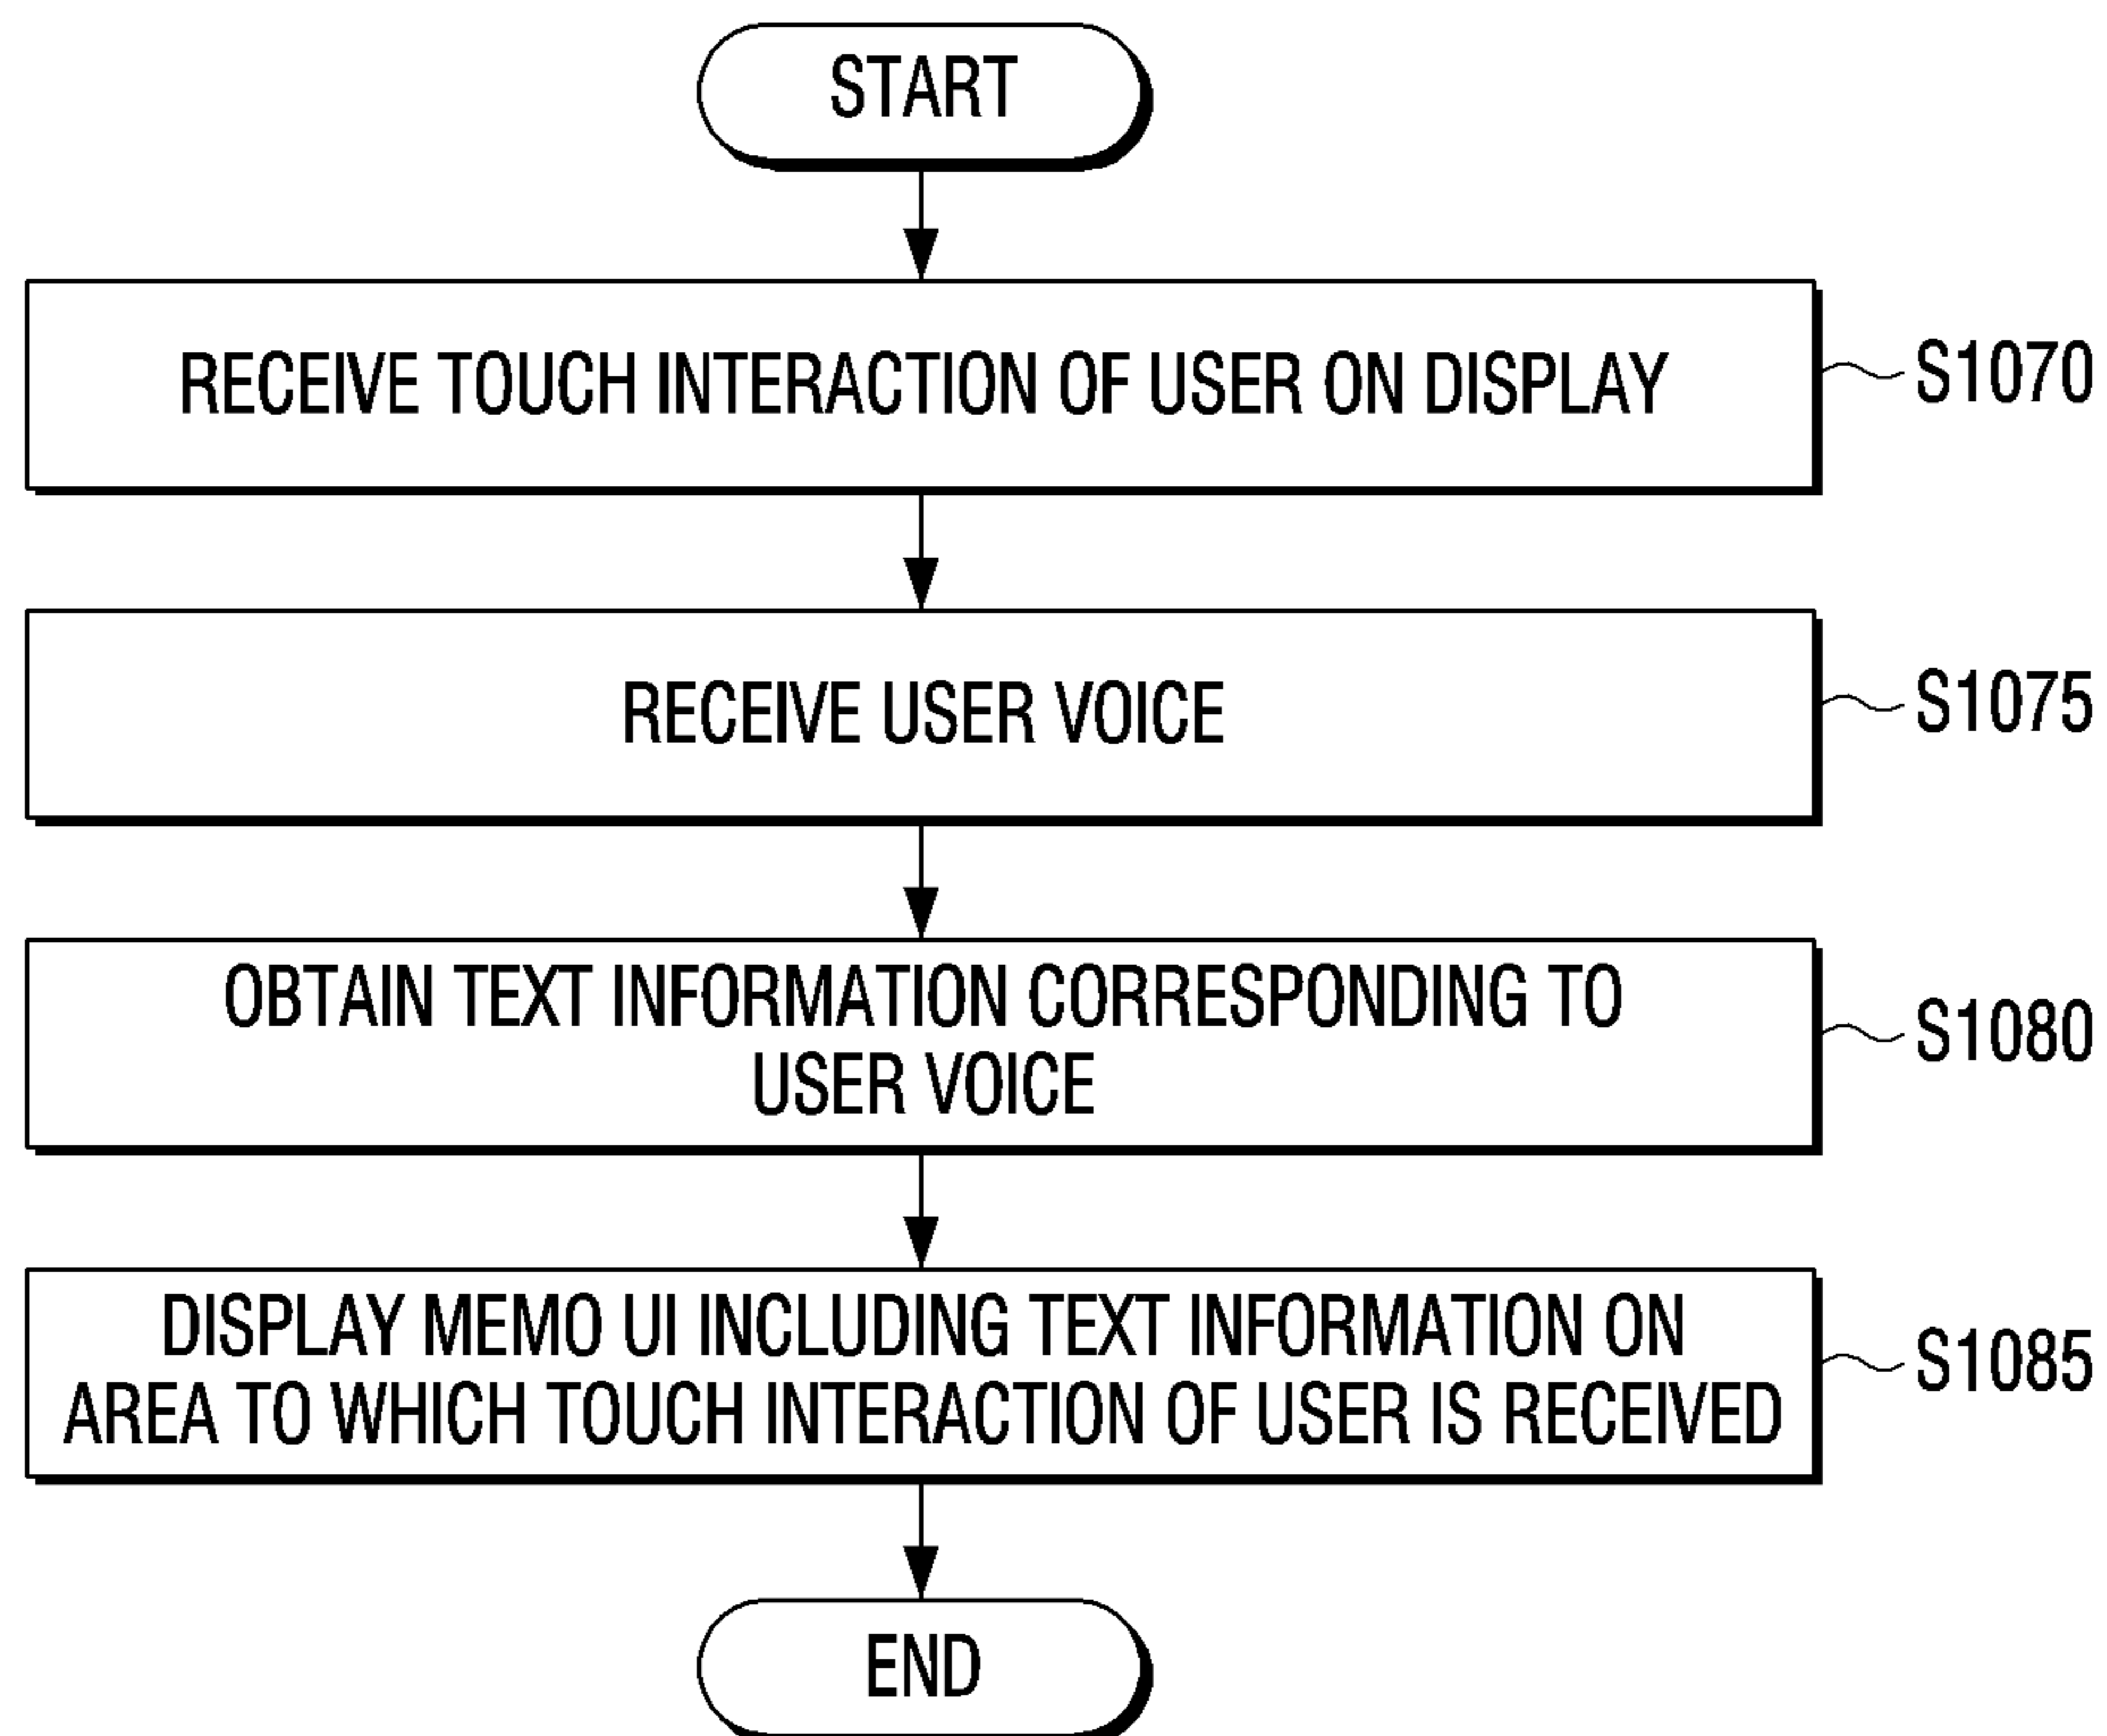 START
RECEIVE TOUCH INTERACTION OF USER ON DISPLAY
S1070
RECEIVE USER VOICE
S1075
OBTAIN TEXT INFORMATION CORRESPONDING TO
USER VOICE
S1080
DISPLAY MEMO UI INCLUDING TEXT INFORMATION ON
AREA TO WHICH TOUCH INTERACTION OF USER IS RECEIVED
S1085
END